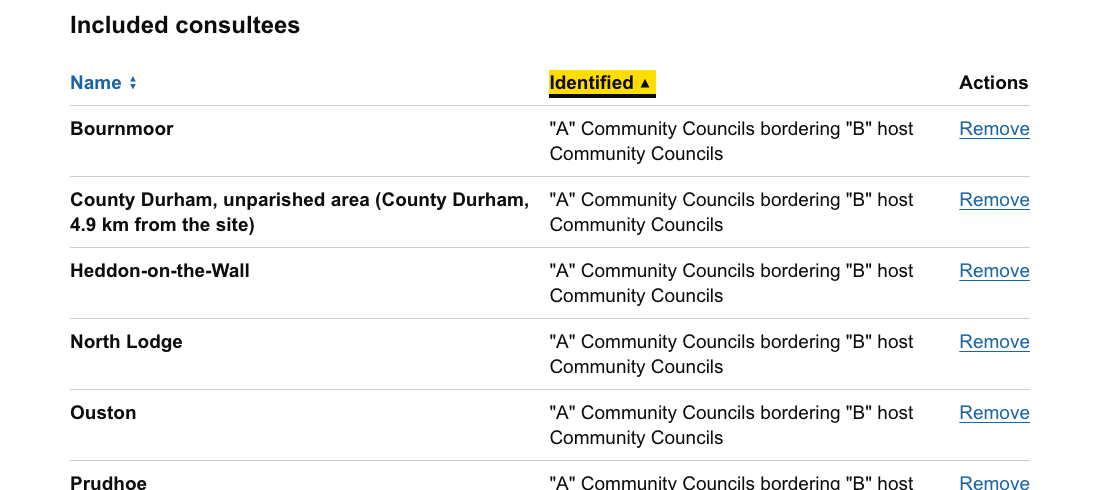 Included consultees
Name Identified ▲ Actions
Bournmoor "A" Community Councils bordering "B" host Remove
Community Councils
County Durham, unparished area (County Durham, "A" Community Councils bordering "B" host Remove
4.9 km from the site) Community Councils
Heddon-on-the-Wall "A" Community Councils bordering "B" host Remove
Community Councils
North Lodge "A" Community Councils bordering "B" host Remove
Community Councils
Ouston "A" Community Councils bordering "B" host Remove
Community Councils
Prudhoe "A" Community Councils bordering "B" host Remove